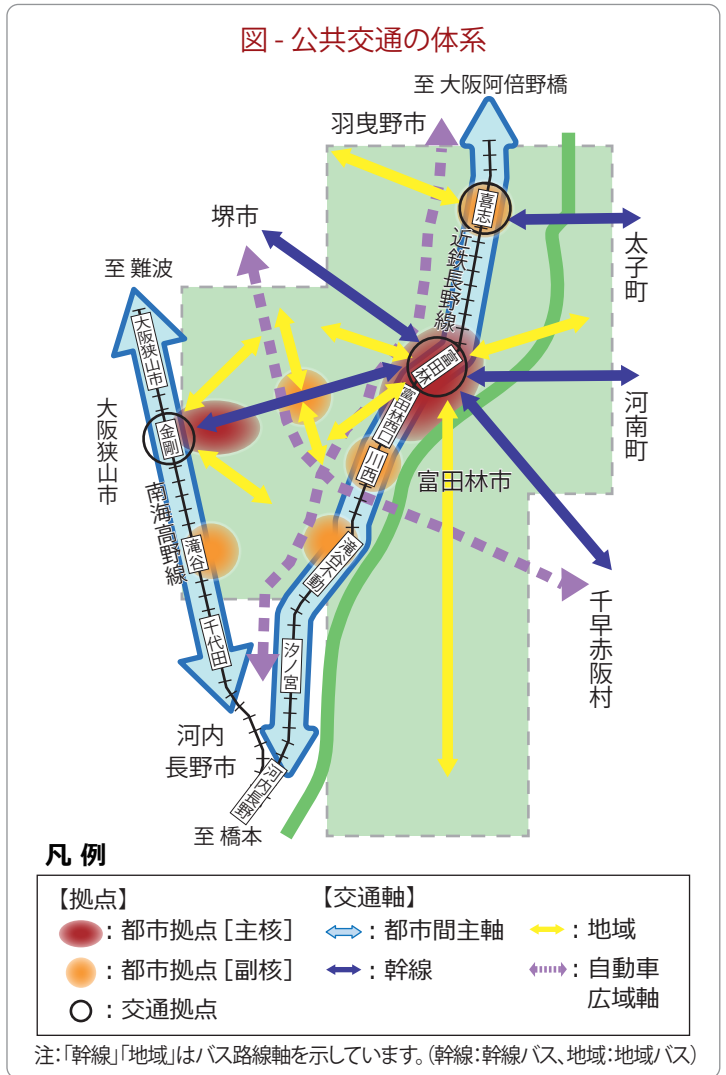 図 - 公共交通の体系
至 大阪阿倍野橋
羽曳野市
喜志
堺市
近鉄長野線
太子町
至 難波
大阪狭山市
富田林
大阪狭山市
富田林西口
河南町
金剛
川西
富田林市
南海高野線
滝谷
滝谷不動
千早赤阪村
千代田
汐ノ宮
河内
長野市
河内長野
至 橋本
凡 例
【拠点】
：都市拠点［主核］
：都市拠点［副核］
：交通拠点
【交通軸】
：都市間主軸
：幹線
：地域
：自動車
広域軸
注:「幹線」「地域」はバス路線軸を示しています。(幹線:幹線バス、地域:地域バス)